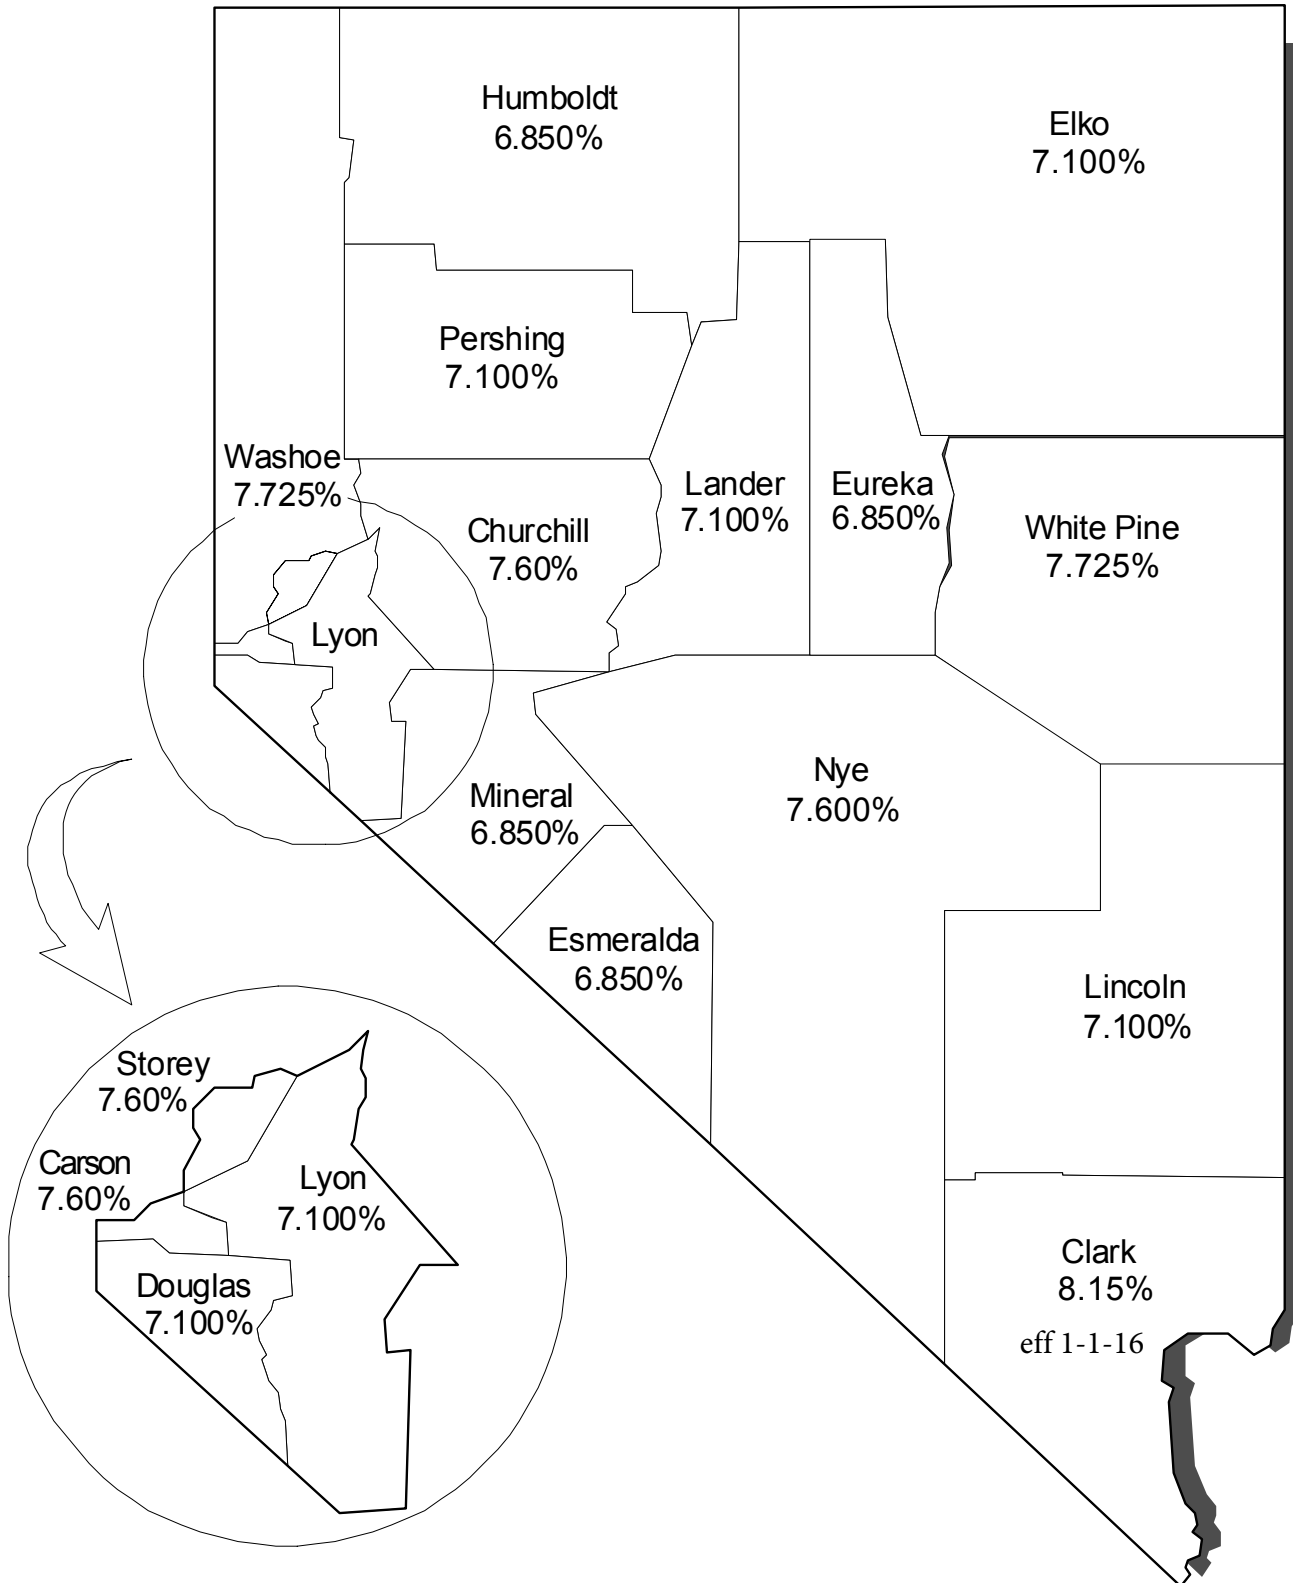 Humboldt
6.850%
Elko
7.100%
Pershing
7.100%
Washoe
7.725%
Lander
7.100%
Eureka
6.850%
White Pine
7.725%
Churchill
7.60%
Lyon
Nye
7.600%
Mineral
6.850%
Esmeralda
6.850%
Lincoln
7.100%
Storey
7.60%
Carson
7.60%
Lyon
7.100%
Douglas
7.100%
Clark
8.15%
eff 1-1-16